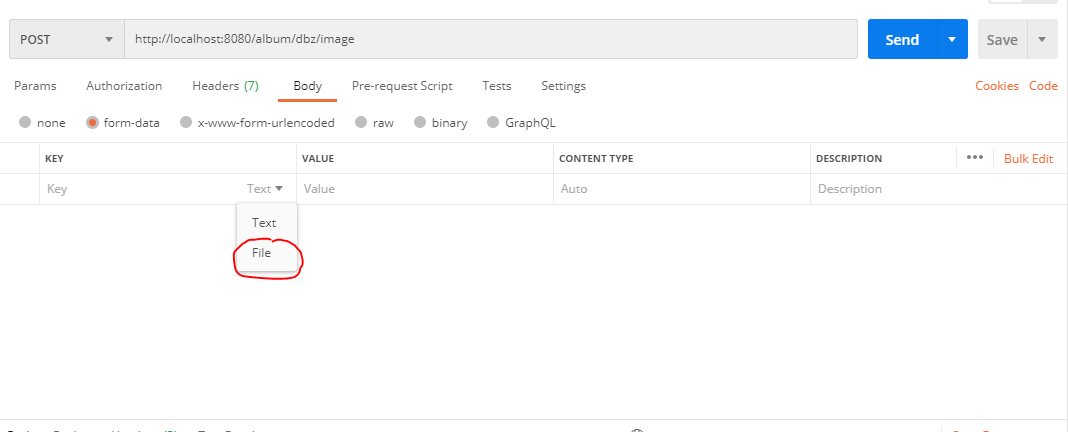 POST http://localhost:8080/album/dbz/image Send Save
Params Authorization Headers (7) Body Pre-request Script Tests Settings Cookies Code
none form-data x-www-form-urlencoded raw binary GraphQL
KEY VALUE CONTENT TYPE DESCRIPTION ••• Bulk Edit
Key Text Value Auto Description
Text
File